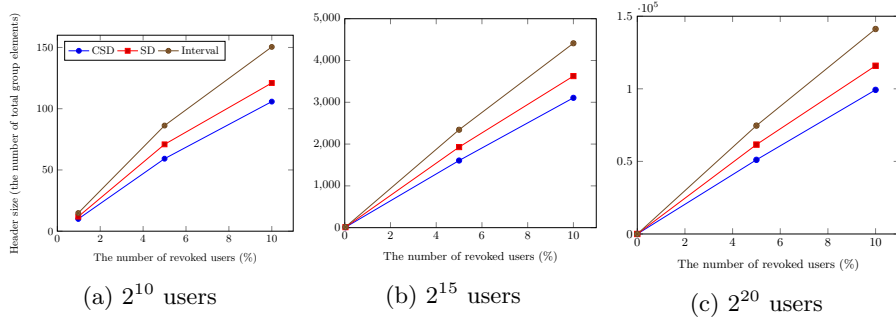 Header size (the number of total group elements)
150
100
50
0
CSD SD Interval
0 2 4 6 8 10
The number of revoked users (%)
(a) 2^10 users
5,000
4,000
3,000
2,000
1,000
0
0 2 4 6 8 10
The number of revoked users (%)
(b) 2^15 users
·10^5
1.5
1
0.5
0
0 2 4 6 8 10
The number of revoked users (%)
(c) 2^20 users